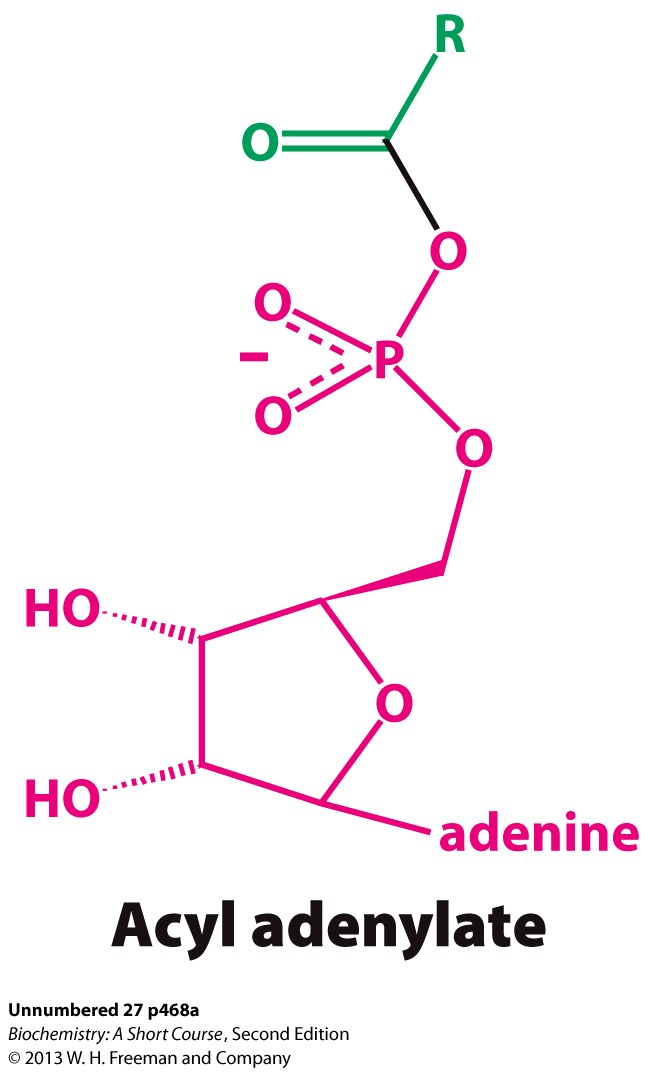 R
O
O
O
P
−
O
O
HO
O
HO
adenine
Acyl adenylate
Unnumbered 27 p468a
Biochemistry: A Short Course, Second Edition
© 2013 W. H. Freeman and Company